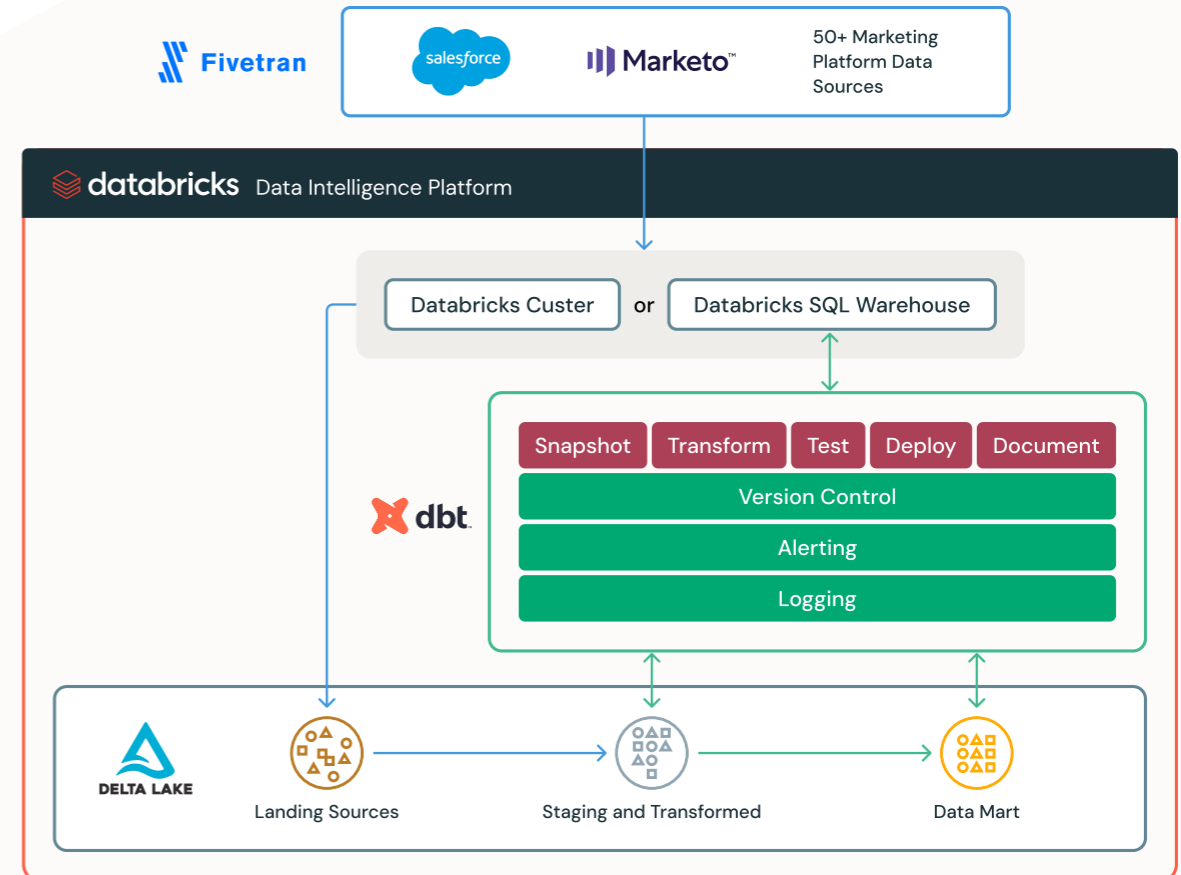 Fivetran
salesforce
Marketo™
50+ Marketing
Platform Data
Sources
databricks Data Intelligence Platform
Databricks Custer or Databricks SQL Warehouse
Snapshot Transform Test Deploy Document
Version Control
dbt
Alerting
Logging
DELTA LAKE
Landing Sources Staging and Transformed Data Mart